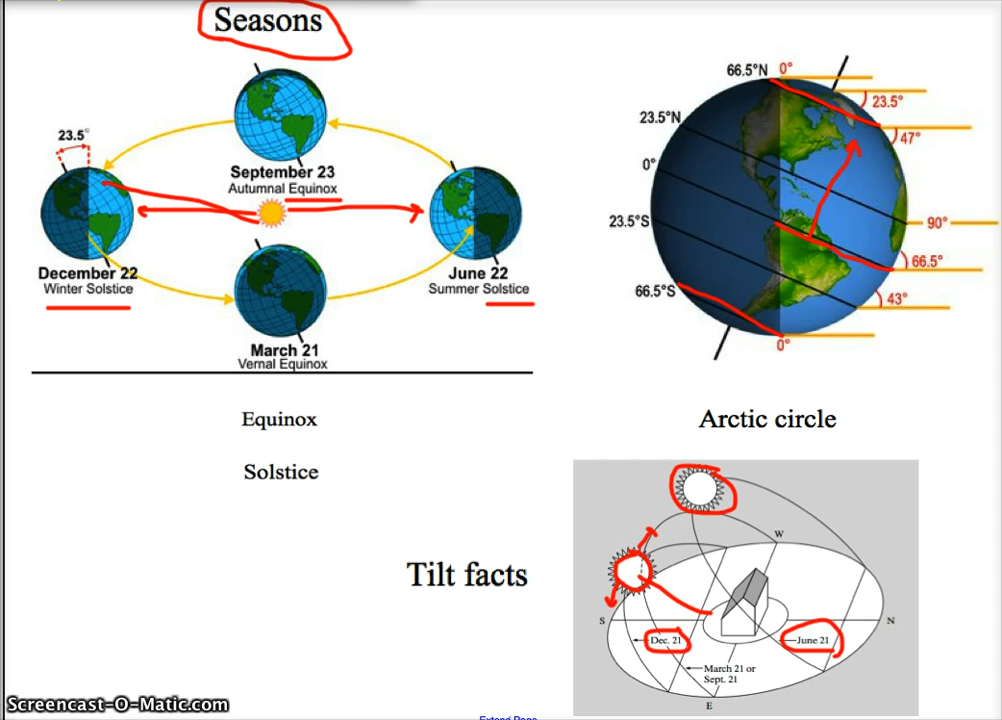 Seasons
23.5°
September 23
Autumnal Equinox
December 22
Winter Solstice
June 22
Summer Solstice
March 21
Vernal Equinox
66.5°N
0°
23.5°
23.5°N
47°
0°
23.5°S
90°
66.5°
66.5°S
43°
0°
Equinox
Solstice
Arctic circle
Tilt facts
W
S
N
Dec. 21
June 21
March 21 or
Sept. 21
E
Screencast-O-Matic.com
Extend Page